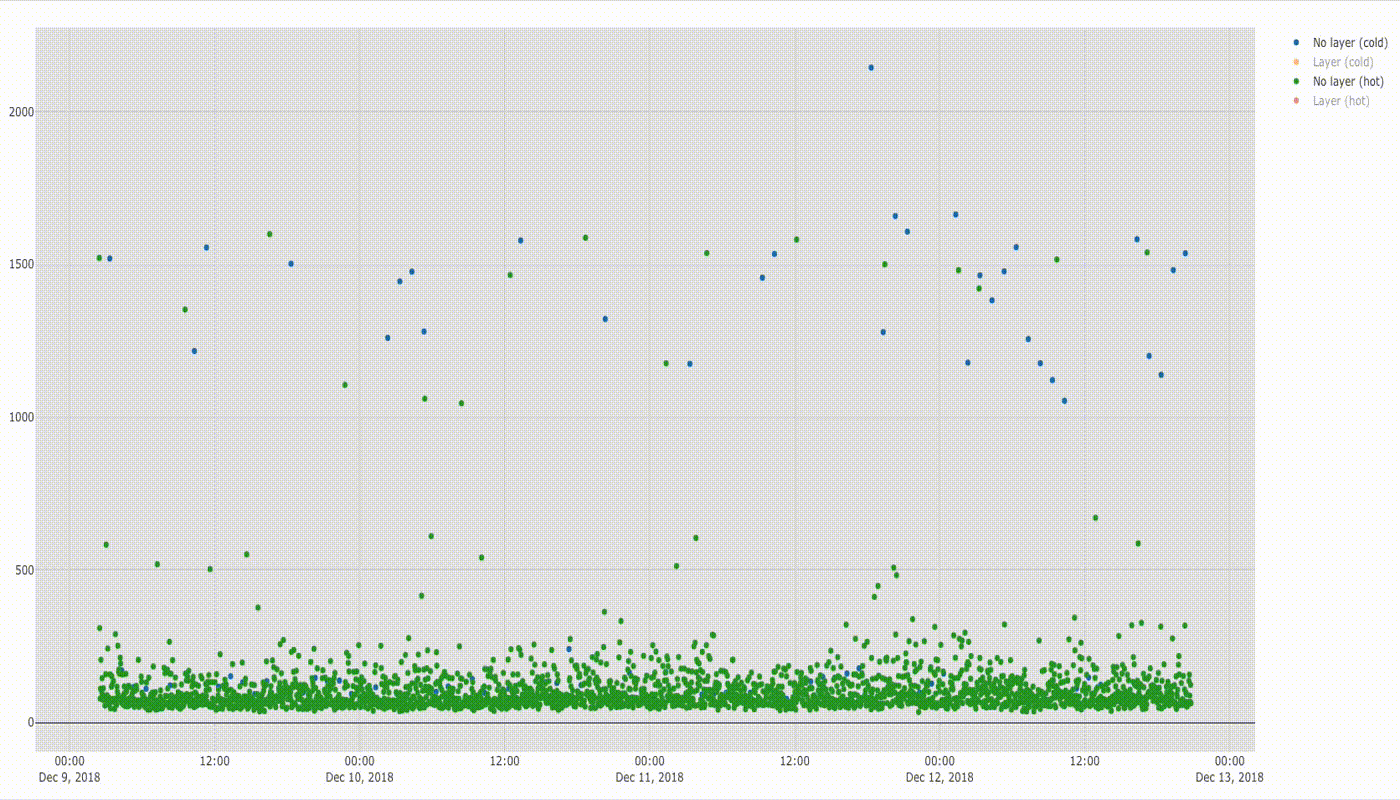 No layer (cold)
Layer (cold)
No layer (hot)
Layer (hot)
2000
1500
1000
500
0
00:00 12:00 00:00 12:00 00:00 12:00 00:00 12:00 00:00
Dec 9, 2018 Dec 10, 2018 Dec 11, 2018 Dec 12, 2018 Dec 13, 2018